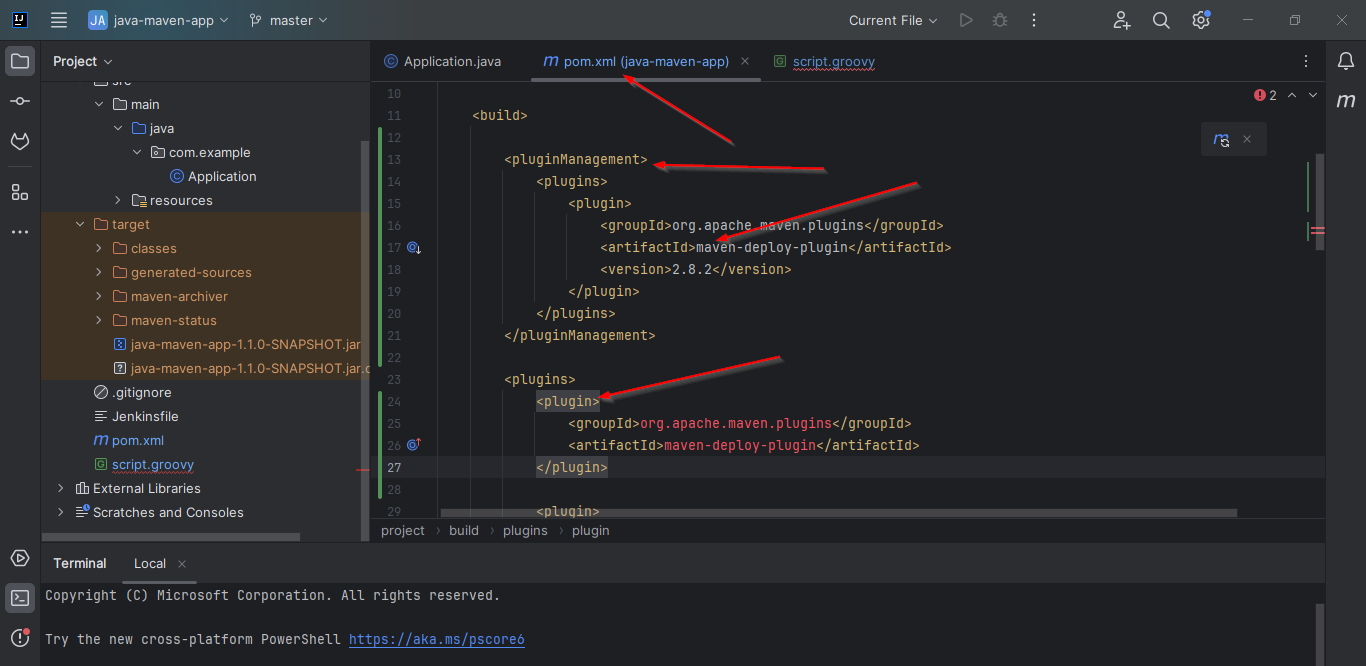 JA java-maven-app master Current File
Project
src
main
java
com.example
Application
resources
target
classes
generated-sources
maven-archiver
maven-status
java-maven-app-1.1.0-SNAPSHOT.jar
java-maven-app-1.1.0-SNAPSHOT.jar.o
.gitignore
Jenkinsfile
pom.xml
script.groovy
External Libraries
Scratches and Consoles
Application.java pom.xml (java-maven-app) script.groovy
2
10
11 <build>
12
13 <pluginManagement>
14 <plugins>
15 <plugin>
16 <groupId>org.apache.maven.plugins</groupId>
17 <artifactId>maven-deploy-plugin</artifactId>
18 <version>2.8.2</version>
19 </plugin>
20 </plugins>
21 </pluginManagement>
22
23 <plugins>
24 <plugin>
25 <groupId>org.apache.maven.plugins</groupId>
26 <artifactId>maven-deploy-plugin</artifactId>
27 </plugin>
28
29 <plugin>
project › build › plugins › plugin
Terminal Local
Copyright (C) Microsoft Corporation. All rights reserved.
Try the new cross-platform PowerShell https://aka.ms/pscore6